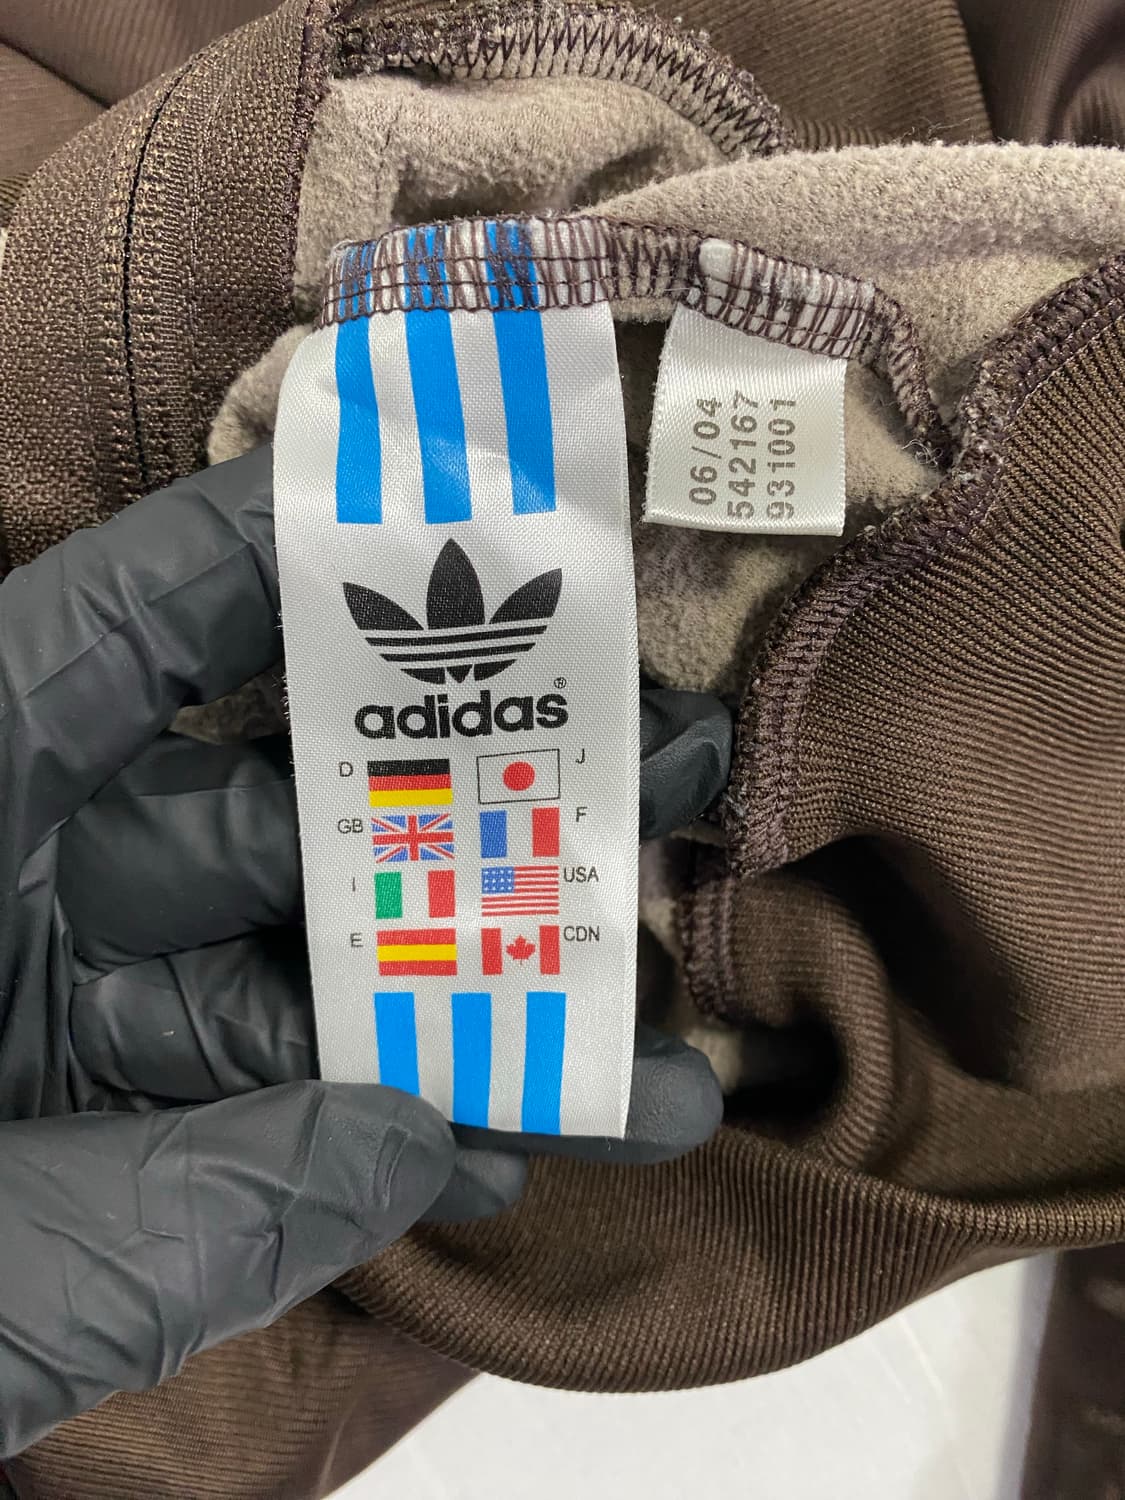 06/04
542167
931001
adidas®
D J
GB F
I USA
E CDN